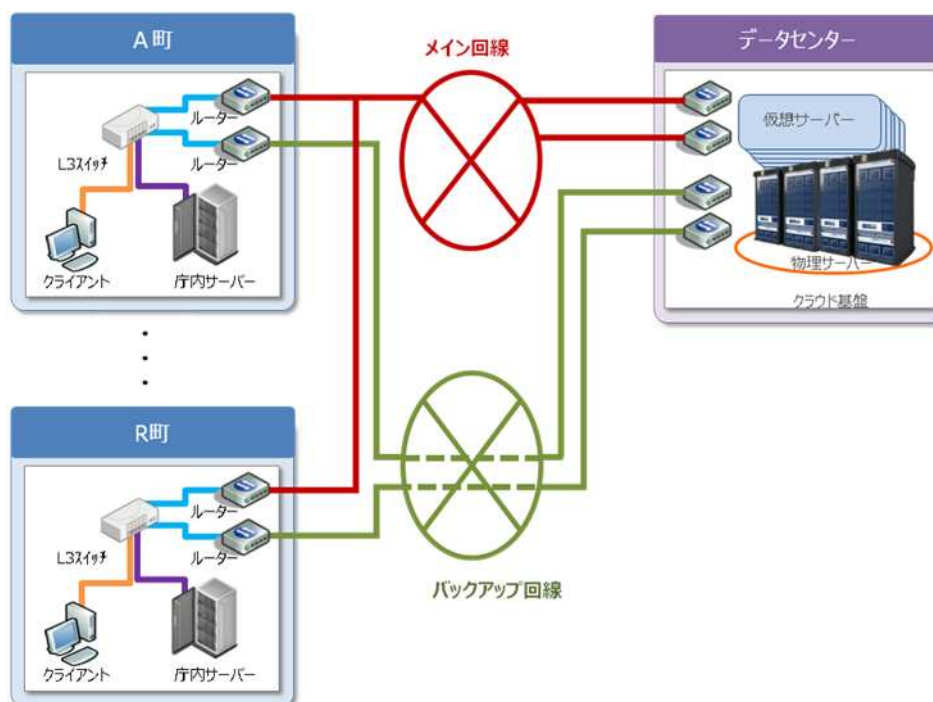 A町
ルーター
ルーター
L3スイッチ
クライアント
庁内サーバー
メイン回線
データセンター
仮想サーバー
物理サーバー
クラウド基盤
R町
ルーター
ルーター
L3スイッチ
クライアント
庁内サーバー
バックアップ回線